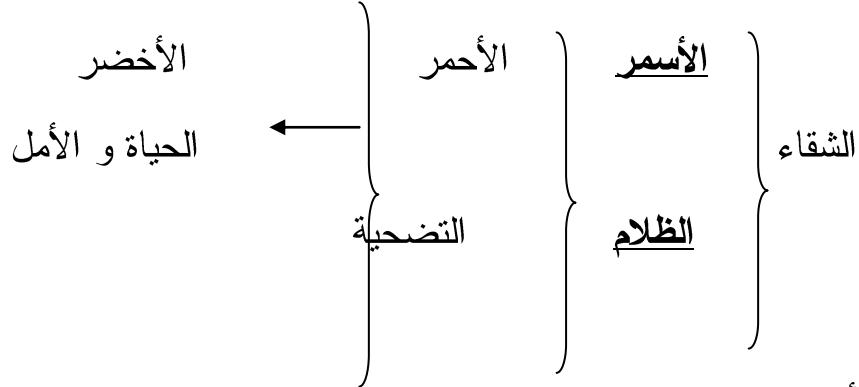 الأسمر الأحمر الأخضر
الشقاء الحياة و الأمل
الظلام التضحية